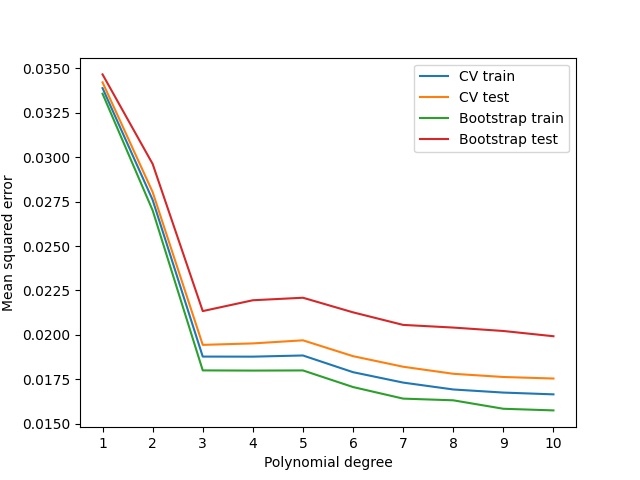 CV train
CV test
Bootstrap train
Bootstrap test
Mean squared error
0.0350
0.0325
0.0300
0.0275
0.0250
0.0225
0.0200
0.0175
0.0150
1 2 3 4 5 6 7 8 9 10
Polynomial degree